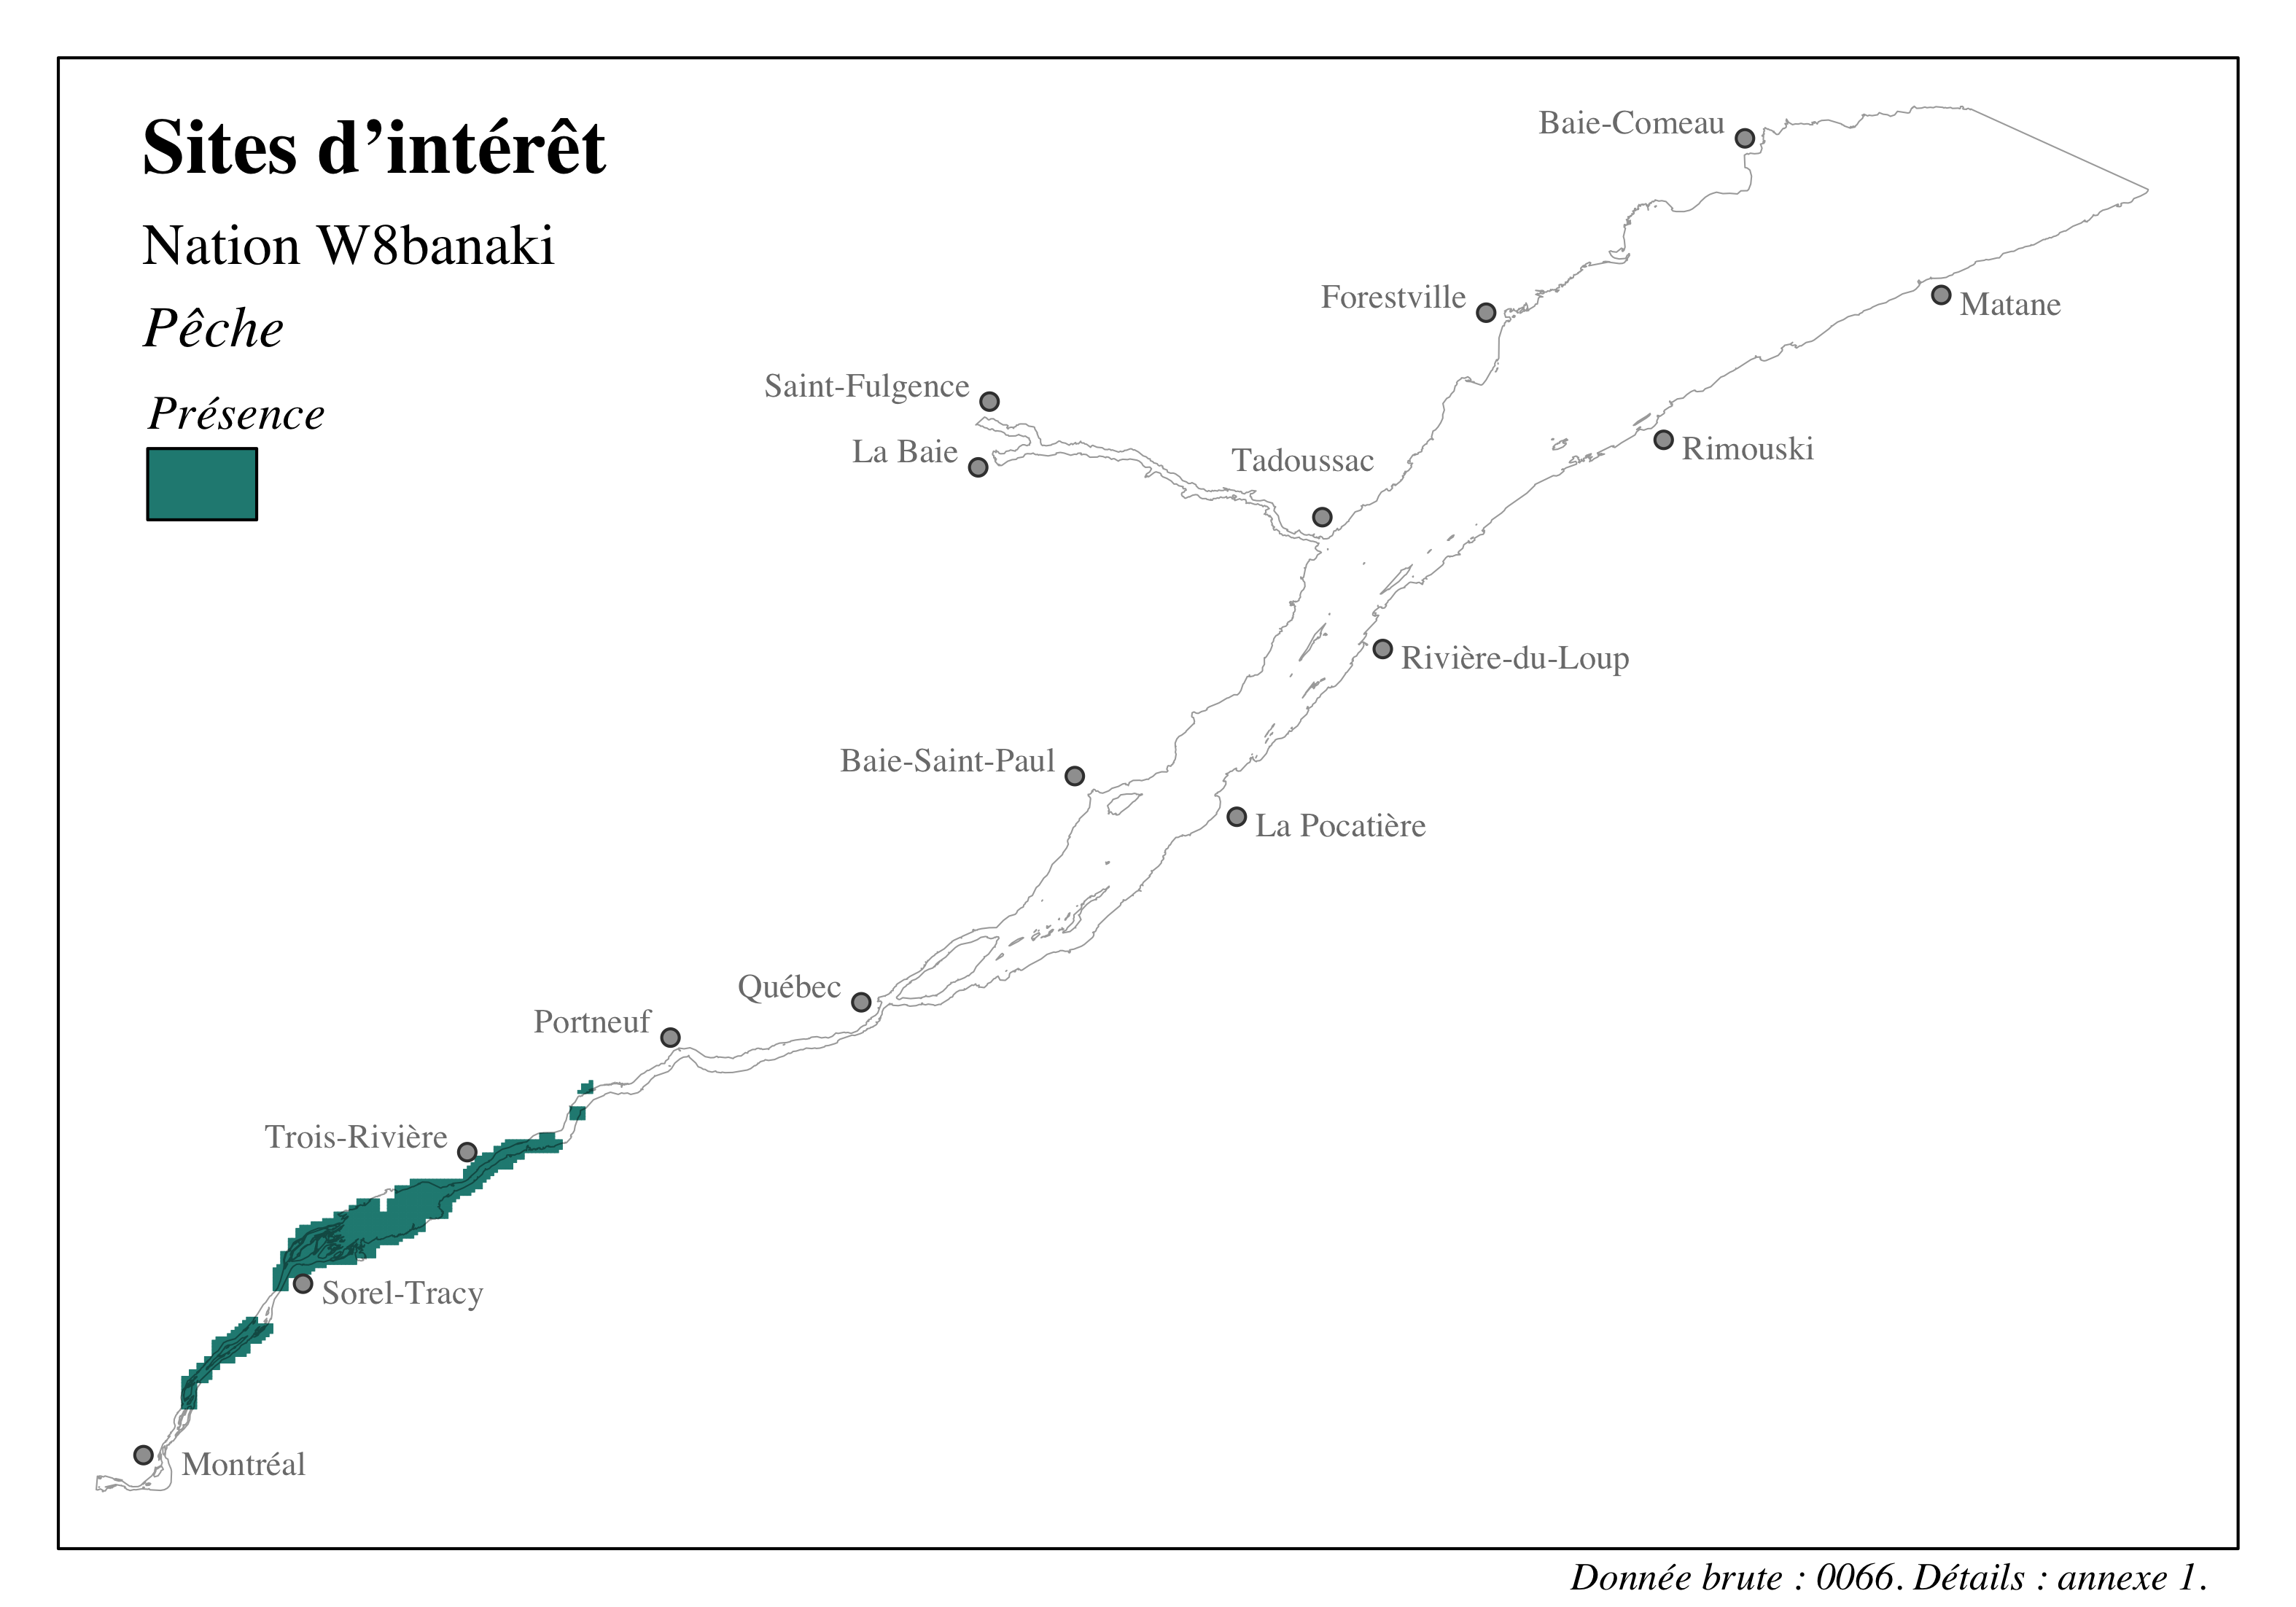 Sites d’intérêt
Nation W8banaki
Pêche
Présence
Baie-Comeau
Forestville
Matane
Saint-Fulgence
La Baie
Tadoussac
Rimouski
Rivière-du-Loup
Baie-Saint-Paul
La Pocatière
Québec
Portneuf
Trois-Rivière
Sorel-Tracy
Montréal
Donnée brute : 0066. Détails : annexe 1.